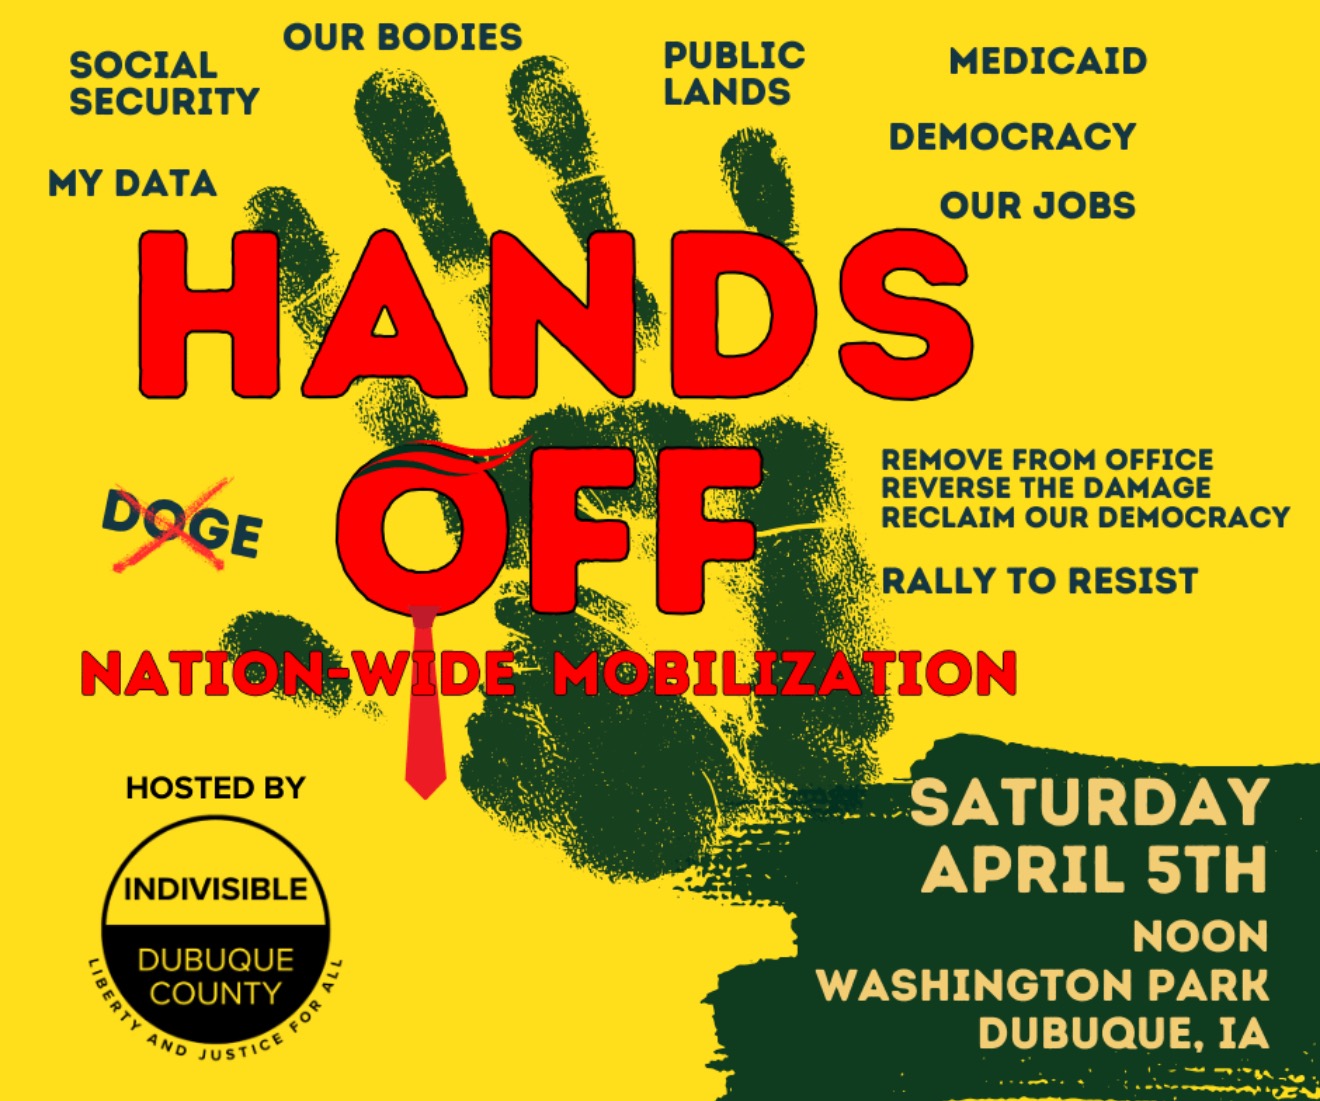 OUR BODIES
SOCIAL
SECURITY
PUBLIC
LANDS
MEDICAID
DEMOCRACY
MY DATA
OUR JOBS
HANDS
OFF
DOGE
REMOVE FROM OFFICE
REVERSE THE DAMAGE
RECLAIM OUR DEMOCRACY
RALLY TO RESIST
NATION-WIDE MOBILIZATION
HOSTED BY
INDIVISIBLE
DUBUQUE
COUNTY
LIBERTY AND JUSTICE FOR ALL
SATURDAY
APRIL 5TH
NOON
WASHINGTON PARK
DUBUQUE, IA